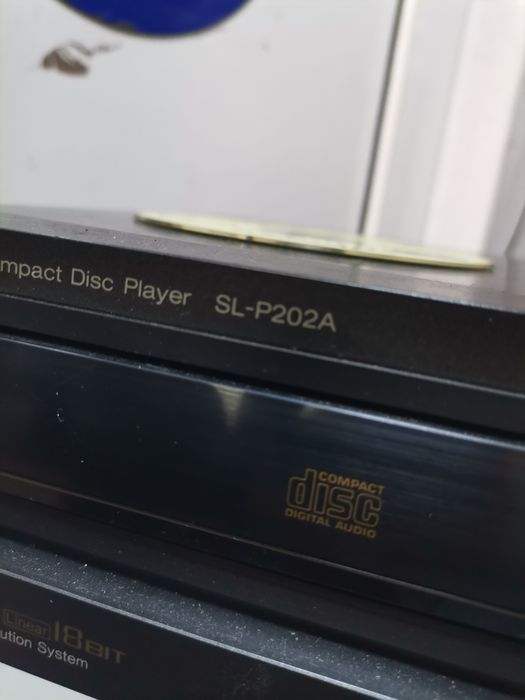 mpact Disc Player SL-P202A
COMPACT
disc
DIGITAL AUDIO
Linear 18 BIT
ution System